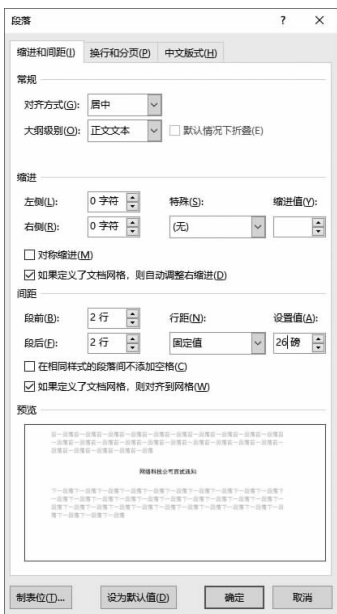 段落 ? ×
缩进和间距(I) 换行和分页(P) 中文版式(H)
常规
对齐方式(G): 居中
大纲级别(O): 正文文本 默认情况下折叠(E)
缩进
左侧(L): 0 字符 特殊(S): 缩进值(Y):
右侧(R): 0 字符 (无)
对称缩进(M)
如果定义了文档网格，则自动调整右缩进(D)
间距
段前(B): 2 行 行距(N): 设置值(A):
段后(F): 2 行 固定值 26 磅
在相同样式的段落间不添加空格(C)
如果定义了文档网格，则对齐到网格(W)
预览
网络科技公司面试通知
制表位(T)... 设为默认值(D) 确定 取消